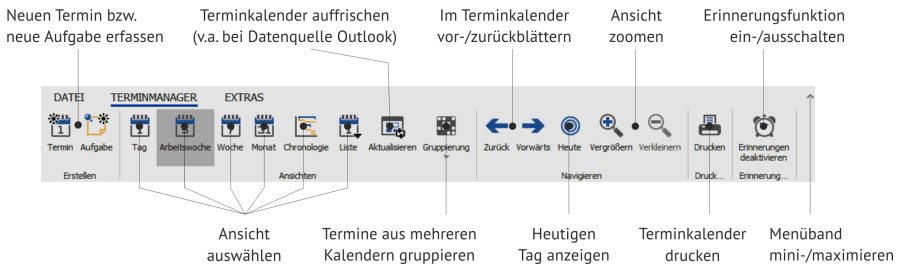 Neuen Termin bzw.
neue Aufgabe erfassen
Terminkalender auffrischen
(v.a. bei Datenquelle Outlook)
Im Terminkalender
vor-/zurückblättern
Ansicht
zoomen
Erinnerungsfunktion
ein-/ausschalten
DATEI TERMINMANAGER EXTRAS
Termin Aufgabe Tag Arbeitswoche Woche Monat Chronologie Liste Aktualisieren Gruppierung Zurück Vorwärts Heute Vergrößern Verkleinern Drucken Erinnerungen
deaktivieren
Erstellen Ansichten Navigieren Druck... Erinnerung...
Ansicht
auswählen
Termine aus mehreren
Kalendern gruppieren
Heutigen
Tag anzeigen
Terminkalender
drucken
Menüband
mini-/maximieren